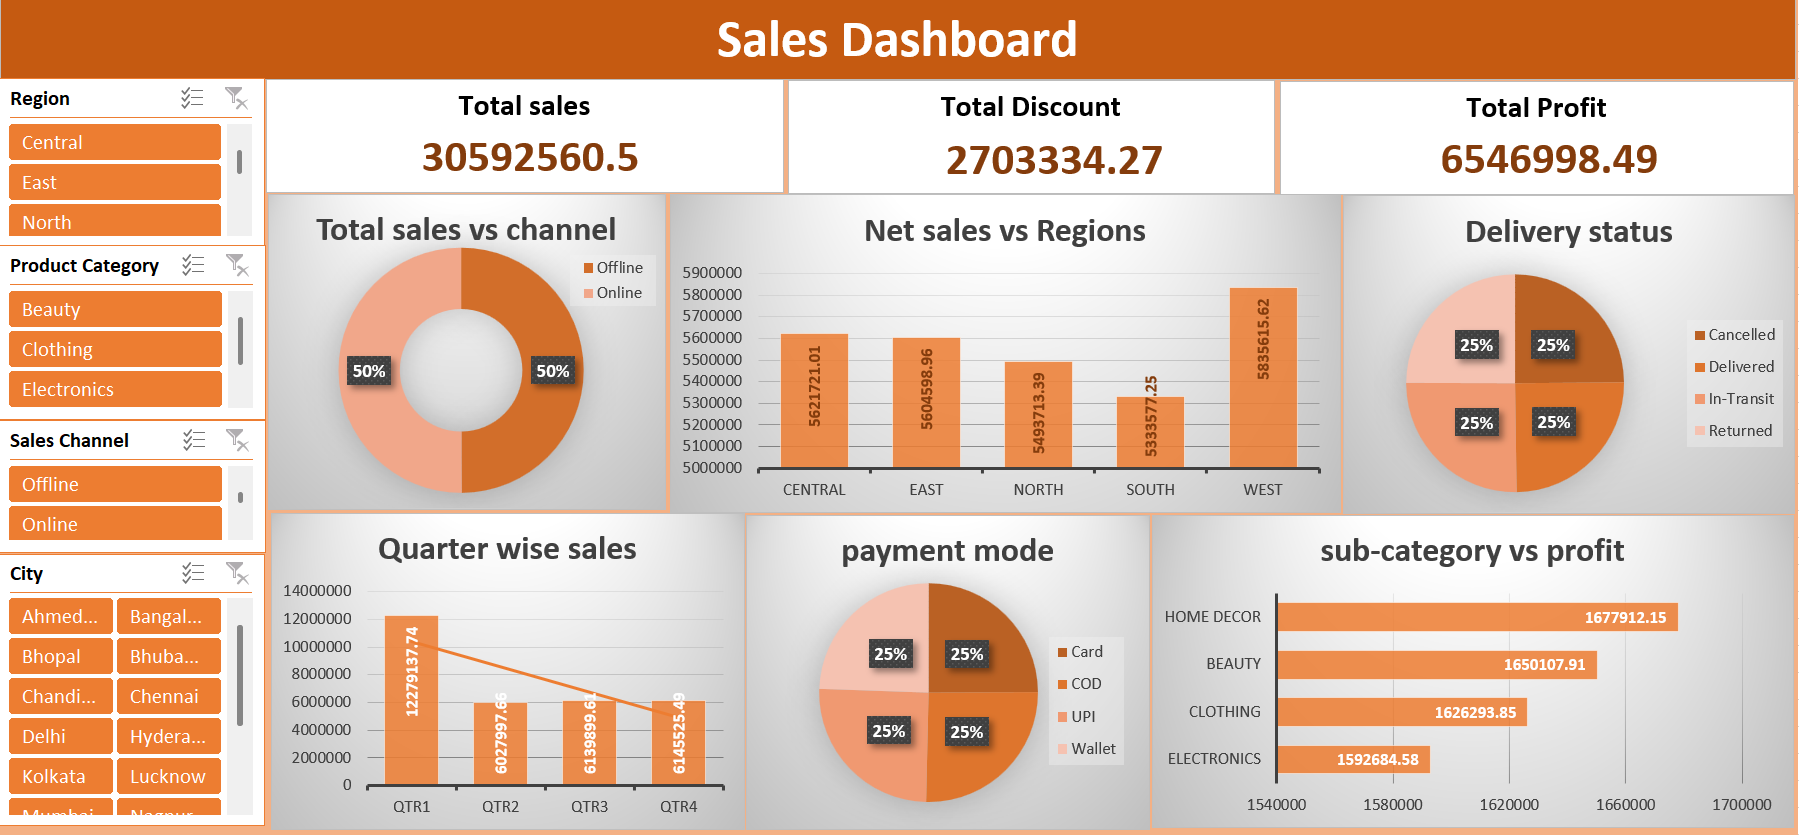 Sales Dashboard
Region
Central
East
North
Product Category
Beauty
Clothing
Electronics
Sales Channel
Offline
Online
City
Ahmed... Bangal...
Bhopal Bhuba...
Chandi... Chennai
Delhi Hydera...
Kolkata Lucknow
Mumbai Nagpur
Total sales
30592560.5
Total Discount
2703334.27
Total Profit
6546998.49
Total sales vs channel
Offline
Online
50% 50%
Net sales vs Regions
5900000
5800000
5700000
5600000
5500000
5400000
5300000
5200000
5100000
5000000
5621721.01
5604598.96
5493713.39
5333577.25
5835615.62
CENTRAL EAST NORTH SOUTH WEST
Delivery status
25% 25%
25% 25%
Cancelled
Delivered
In-Transit
Returned
Quarter wise sales
14000000
12000000
10000000
8000000
6000000
4000000
2000000
0
12279137.74
6027997.66
6139899.61
6145525.49
QTR1 QTR2 QTR3 QTR4
payment mode
25% 25%
25% 25%
Card
COD
UPI
Wallet
sub-category vs profit
HOME DECOR 1677912.15
BEAUTY 1650107.91
CLOTHING 1626293.85
ELECTRONICS 1592684.58
1540000 1580000 1620000 1660000 1700000